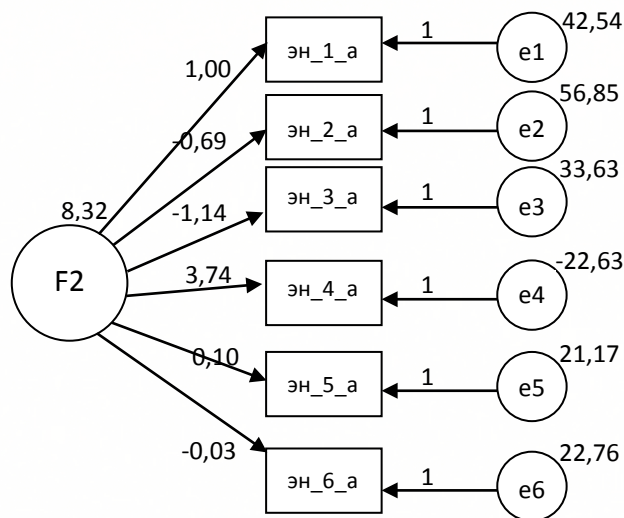 42,54
эн_1_а
1
e1
1,00
56,85
эн_2_а
1
e2
-0,69
33,63
эн_3_а
1
e3
8,32
-1,14
F2
3,74
-22,63
эн_4_а
1
e4
0,10
21,17
эн_5_а
1
e5
-0,03
22,76
эн_6_а
1
e6